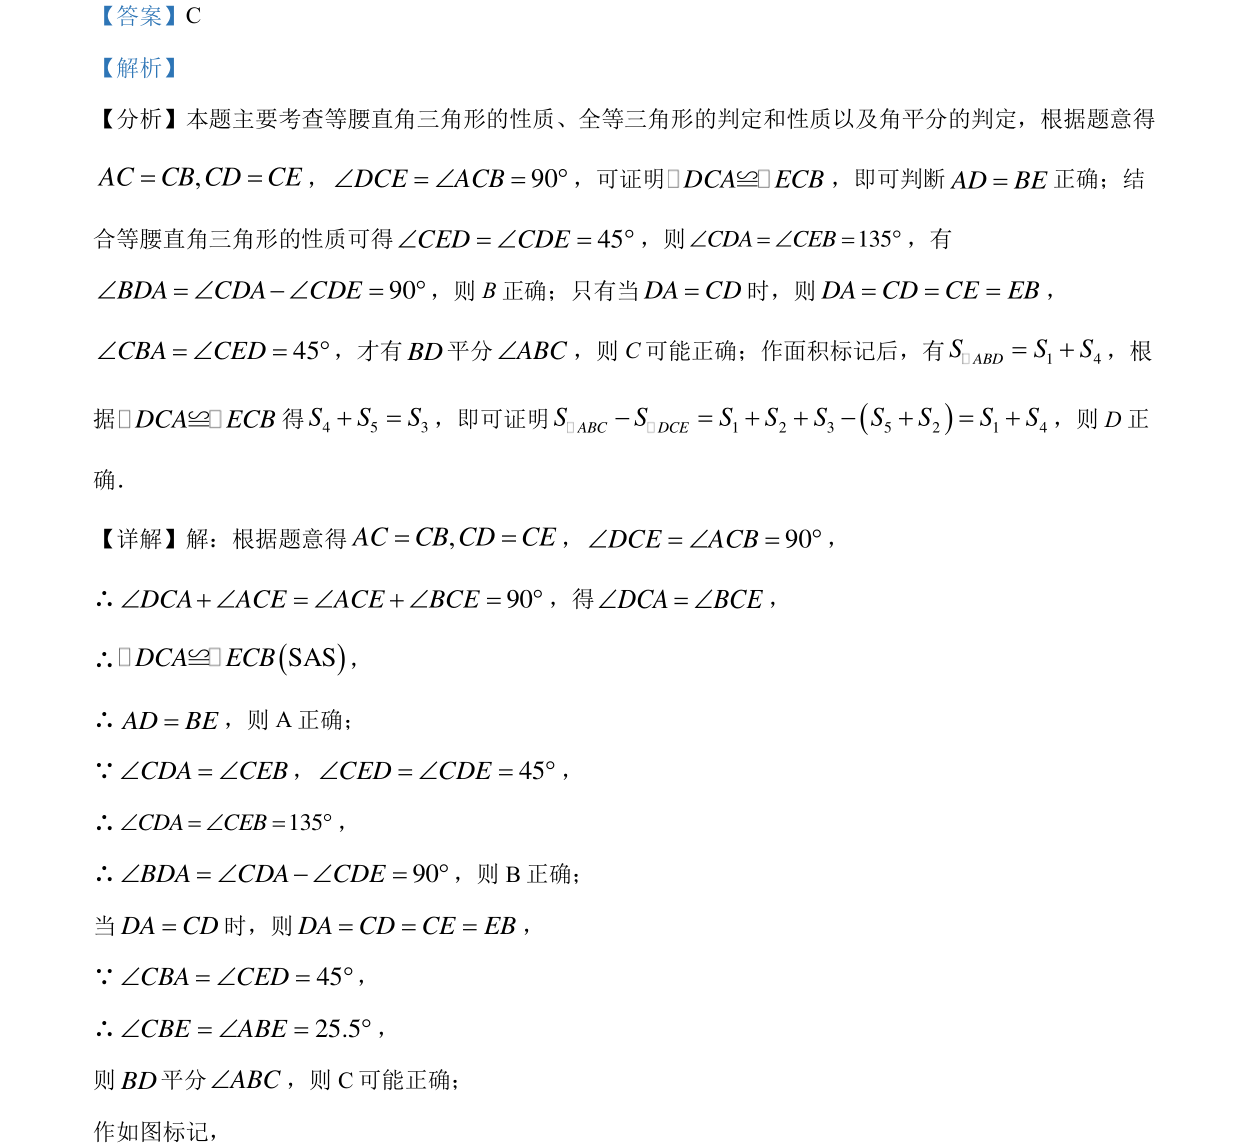 【答案】C
【解析】
【分析】本题主要考查等腰直角三角形的性质、全等三角形的判定和性质以及角平分的判定，根据题意得
AC = CB, CD = CE，∠DCE = ∠ACB = 90°，可证明□DCA≌□ECB，即可判断 AD = BE 正确；结
合等腰直角三角形的性质可得∠CED = ∠CDE = 45°，则∠CDA = ∠CEB = 135°，有
∠BDA = ∠CDA − ∠CDE = 90°，则 B 正确；只有当 DA = CD 时，则 DA = CD = CE = EB，
∠CBA = ∠CED = 45°，才有 BD 平分∠ABC，则 C 可能正确；作面积标记后，有 S□ABD = S₁ + S₄，根
据□DCA≌□ECB 得 S₄ + S₅ = S₃，即可证明 S□ABC − S□DCE = S₁ + S₂ + S₃ − (S₅ + S₂) = S₁ + S₄，则 D 正
确．
【详解】解：根据题意得 AC = CB, CD = CE，∠DCE = ∠ACB = 90°，
∴∠DCA + ∠ACE = ∠ACE + ∠BCE = 90°，得∠DCA = ∠BCE，
∴□DCA≌□ECB(SAS)，
∴ AD = BE，则 A 正确；
∵∠CDA = ∠CEB，∠CED = ∠CDE = 45°，
∴∠CDA = ∠CEB = 135°，
∴∠BDA = ∠CDA − ∠CDE = 90°，则 B 正确；
当 DA = CD 时，则 DA = CD = CE = EB，
∵∠CBA = ∠CED = 45°，
∴∠CBE = ∠ABE = 25.5°，
则 BD 平分∠ABC，则 C 可能正确；
作如图标记，